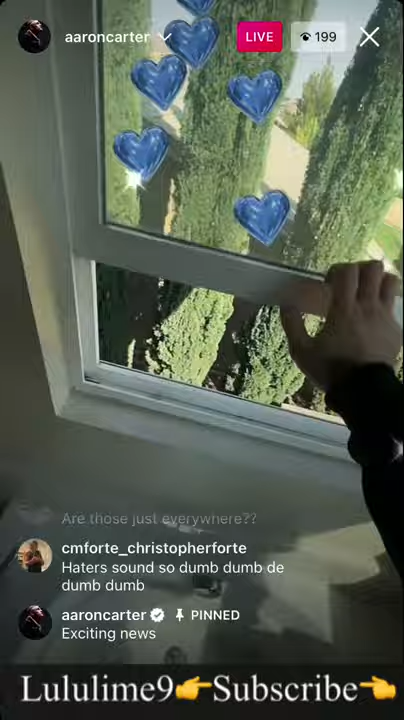 aaroncarter
LIVE
199
Are those just everywhere??
cmforte_christopherforte
Haters sound so dumb dumb de
dumb dumb
aaroncarter PINNED
Exciting news
Lululime9👉Subscribe👈